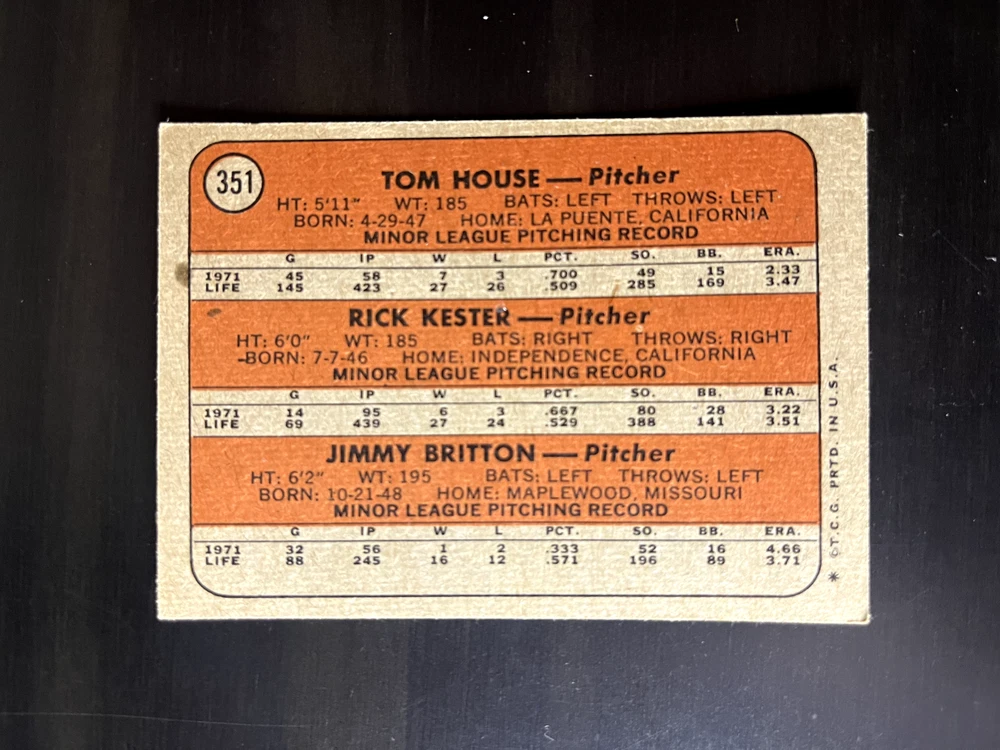 351
TOM HOUSE — Pitcher
HT: 5'11" WT: 185 BATS: LEFT THROWS: LEFT
BORN: 4-29-47 HOME: LA PUENTE, CALIFORNIA
MINOR LEAGUE PITCHING RECORD
G IP W L PCT. SO. BB. ERA.
1971 45 58 7 3 .700 49 15 2.33
LIFE 145 423 27 26 .509 285 169 3.47
RICK KESTER — Pitcher
HT: 6'0" WT: 185 BATS: RIGHT THROWS: RIGHT
BORN: 7-7-46 HOME: INDEPENDENCE, CALIFORNIA
MINOR LEAGUE PITCHING RECORD
G IP W L PCT. SO. BB. ERA.
1971 14 95 6 3 .667 80 28 3.22
LIFE 69 439 27 24 .529 388 141 3.51
JIMMY BRITTON — Pitcher
HT: 6'2" WT: 195 BATS: LEFT THROWS: LEFT
BORN: 10-21-48 HOME: MAPLEWOOD, MISSOURI
MINOR LEAGUE PITCHING RECORD
G IP W L PCT. SO. BB. ERA.
1971 32 56 1 2 .333 52 16 4.66
LIFE 88 245 16 12 .571 196 89 3.71
* © T.C.G. PRTD. IN U.S.A.